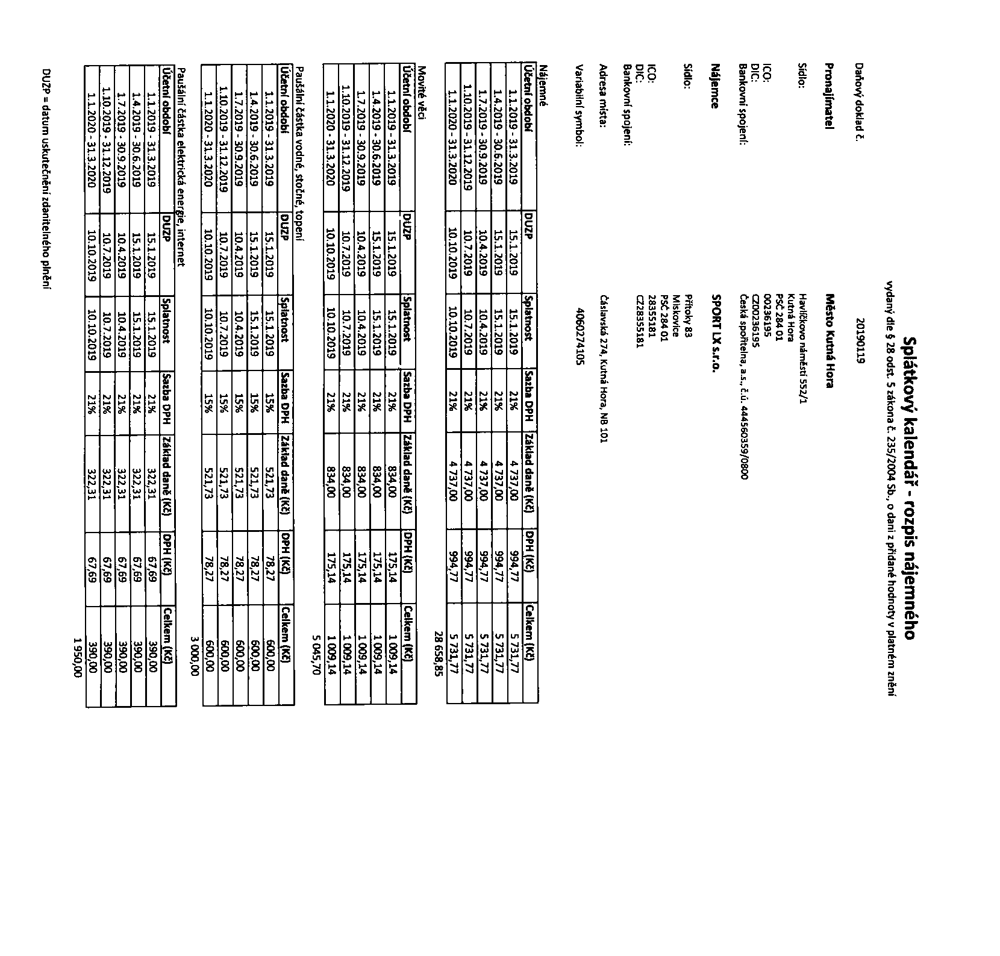 Splátkový kalendář - rozpis nájemného
vydaný dle § 28 odst. 5 zákona č. 235/2004 Sb., o dani z přidané hodnoty v platném znění
Daňový doklad č. 20190119
Pronajímatel Město Kutná Hora
Sídlo: Havlíčkovo náměstí 552/1
Kutná Hora
PSČ 284 01
ICO: 00236195
DIC: CZ00236195
Bankovní spojení: Česká spořitelna, a.s., č.ú. 444560359/0800
Nájemce SPORT LX s.r.o.
Sídlo: Přítoky 83
Miskovice
PSČ 284 01
ICO: 28355181
DIC: CZ28355181
Bankovní spojení:
Adresa místa: Čáslavská 274, Kutná Hora, NB 101
Variabilní symbol: 4060274105
Nájemné
Účetní období DUZP Splatnost Sazba DPH Základ daně (Kč) DPH (Kč) Celkem (Kč)
1.1.2019 - 31.3.2019 15.1.2019 15.1.2019 21% 4 737,00 994,77 5 731,77
1.4.2019 - 30.6.2019 15.1.2019 15.1.2019 21% 4 737,00 994,77 5 731,77
1.7.2019 - 30.9.2019 10.4.2019 10.4.2019 21% 4 737,00 994,77 5 731,77
1.10.2019 - 31.12.2019 10.7.2019 10.7.2019 21% 4 737,00 994,77 5 731,77
1.1.2020 - 31.3.2020 10.10.2019 10.10.2019 21% 4 737,00 994,77 5 731,77
28 658,85
Movité věci
Účetní období DUZP Splatnost Sazba DPH Základ daně (Kč) DPH (Kč) Celkem (Kč)
1.1.2019 - 31.3.2019 15.1.2019 15.1.2019 21% 834,00 175,14 1 009,14
1.4.2019 - 30.6.2019 15.1.2019 15.1.2019 21% 834,00 175,14 1 009,14
1.7.2019 - 30.9.2019 10.4.2019 10.4.2019 21% 834,00 175,14 1 009,14
1.10.2019 - 31.12.2019 10.7.2019 10.7.2019 21% 834,00 175,14 1 009,14
1.1.2020 - 31.3.2020 10.10.2019 10.10.2019 21% 834,00 175,14 1 009,14
5 045,70
Paušální částka vodné, stočné, topení
Účetní období DUZP Splatnost Sazba DPH Základ daně (Kč) DPH (Kč) Celkem (Kč)
1.1.2019 - 31.3.2019 15.1.2019 15.1.2019 15% 521,73 78,27 600,00
1.4.2019 - 30.6.2019 15.1.2019 15.1.2019 15% 521,73 78,27 600,00
1.7.2019 - 30.9.2019 10.4.2019 10.4.2019 15% 521,73 78,27 600,00
1.10.2019 - 31.12.2019 10.7.2019 10.7.2019 15% 521,73 78,27 600,00
1.1.2020 - 31.3.2020 10.10.2019 10.10.2019 15% 521,73 78,27 600,00
3 000,00
Paušální částka elektrická energie, internet
Účetní období DUZP Splatnost Sazba DPH Základ daně (Kč) DPH (Kč) Celkem (Kč)
1.1.2019 - 31.3.2019 15.1.2019 15.1.2019 21% 322,31 67,69 390,00
1.4.2019 - 30.6.2019 15.1.2019 15.1.2019 21% 322,31 67,69 390,00
1.7.2019 - 30.9.2019 10.4.2019 10.4.2019 21% 322,31 67,69 390,00
1.10.2019 - 31.12.2019 10.7.2019 10.7.2019 21% 322,31 67,69 390,00
1.1.2020 - 31.3.2020 10.10.2019 10.10.2019 21% 322,31 67,69 390,00
1 950,00
DUZP = datum uskutečnění zdanitelného plnění